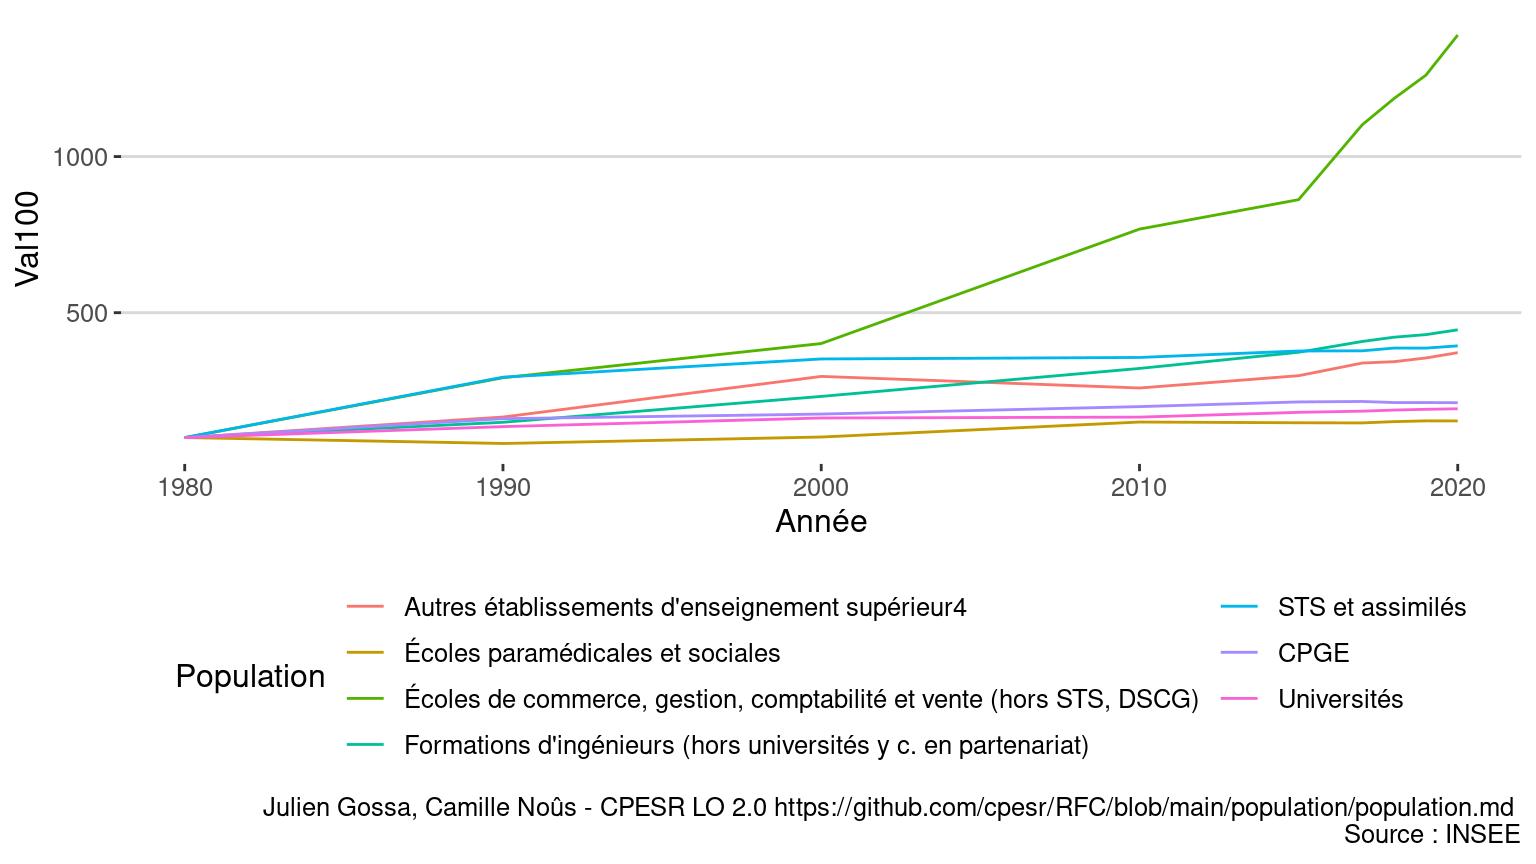 1000
500
Val100
1980 1990 2000 2010 2020
Année
Population
Autres établissements d'enseignement supérieur4
Écoles paramédicales et sociales
Écoles de commerce, gestion, comptabilité et vente (hors STS, DSCG)
Formations d'ingénieurs (hors universités y c. en partenariat)
STS et assimilés
CPGE
Universités
Julien Gossa, Camille Noûs - CPESR LO 2.0 https://github.com/cpesr/RFC/blob/main/population/population.md
Source : INSEE